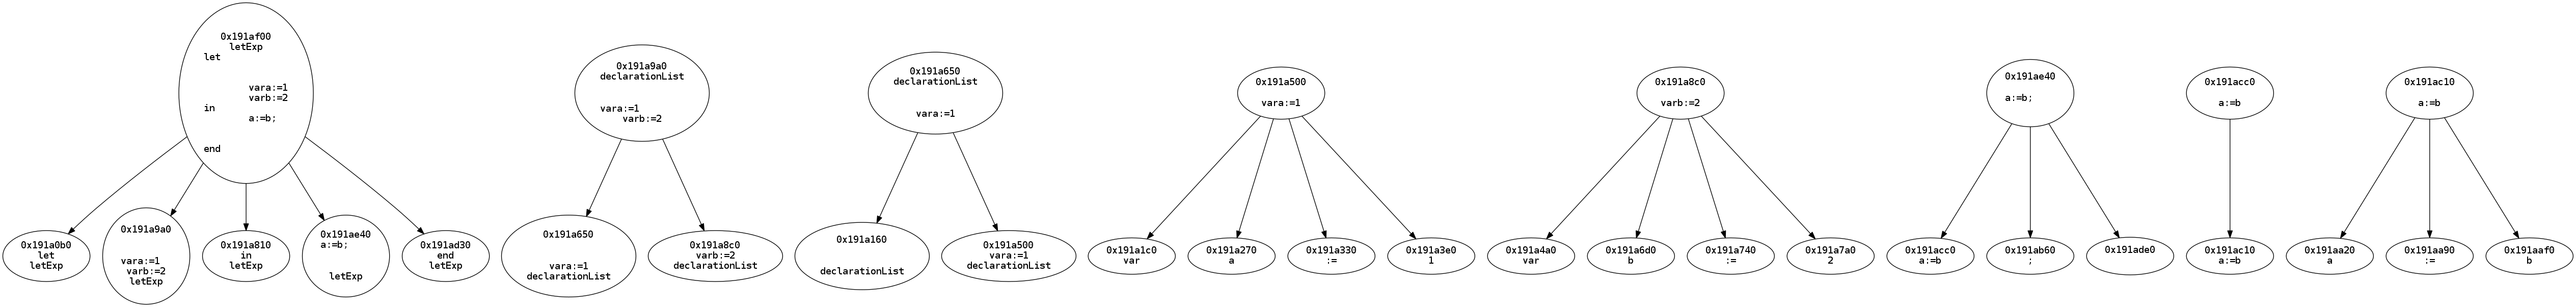 0x191af00
letExp
let
vara:=1
varb:=2
in
a:=b;
end
0x191a0b0
let
letExp
0x191a9a0
vara:=1
varb:=2
letExp
0x191a810
in
letExp
0x191ae40
a:=b;
letExp
0x191ad30
end
letExp
0x191a9a0
declarationList
vara:=1
varb:=2
0x191a650
vara:=1
declarationList
0x191a8c0
varb:=2
declarationList
0x191a650
declarationList
vara:=1
0x191a160
declarationList
0x191a500
vara:=1
declarationList
0x191a500
vara:=1
0x191a1c0
var
0x191a270
a
0x191a330
:=
0x191a3e0
1
0x191a8c0
varb:=2
0x191a4a0
var
0x191a6d0
b
0x191a740
:=
0x191a7a0
2
0x191ae40
a:=b;
0x191acc0
a:=b
0x191ab60
;
0x191ade0
0x191acc0
a:=b
0x191ac10
a:=b
0x191ac10
a:=b
0x191aa20
a
0x191aa90
:=
0x191aaf0
b